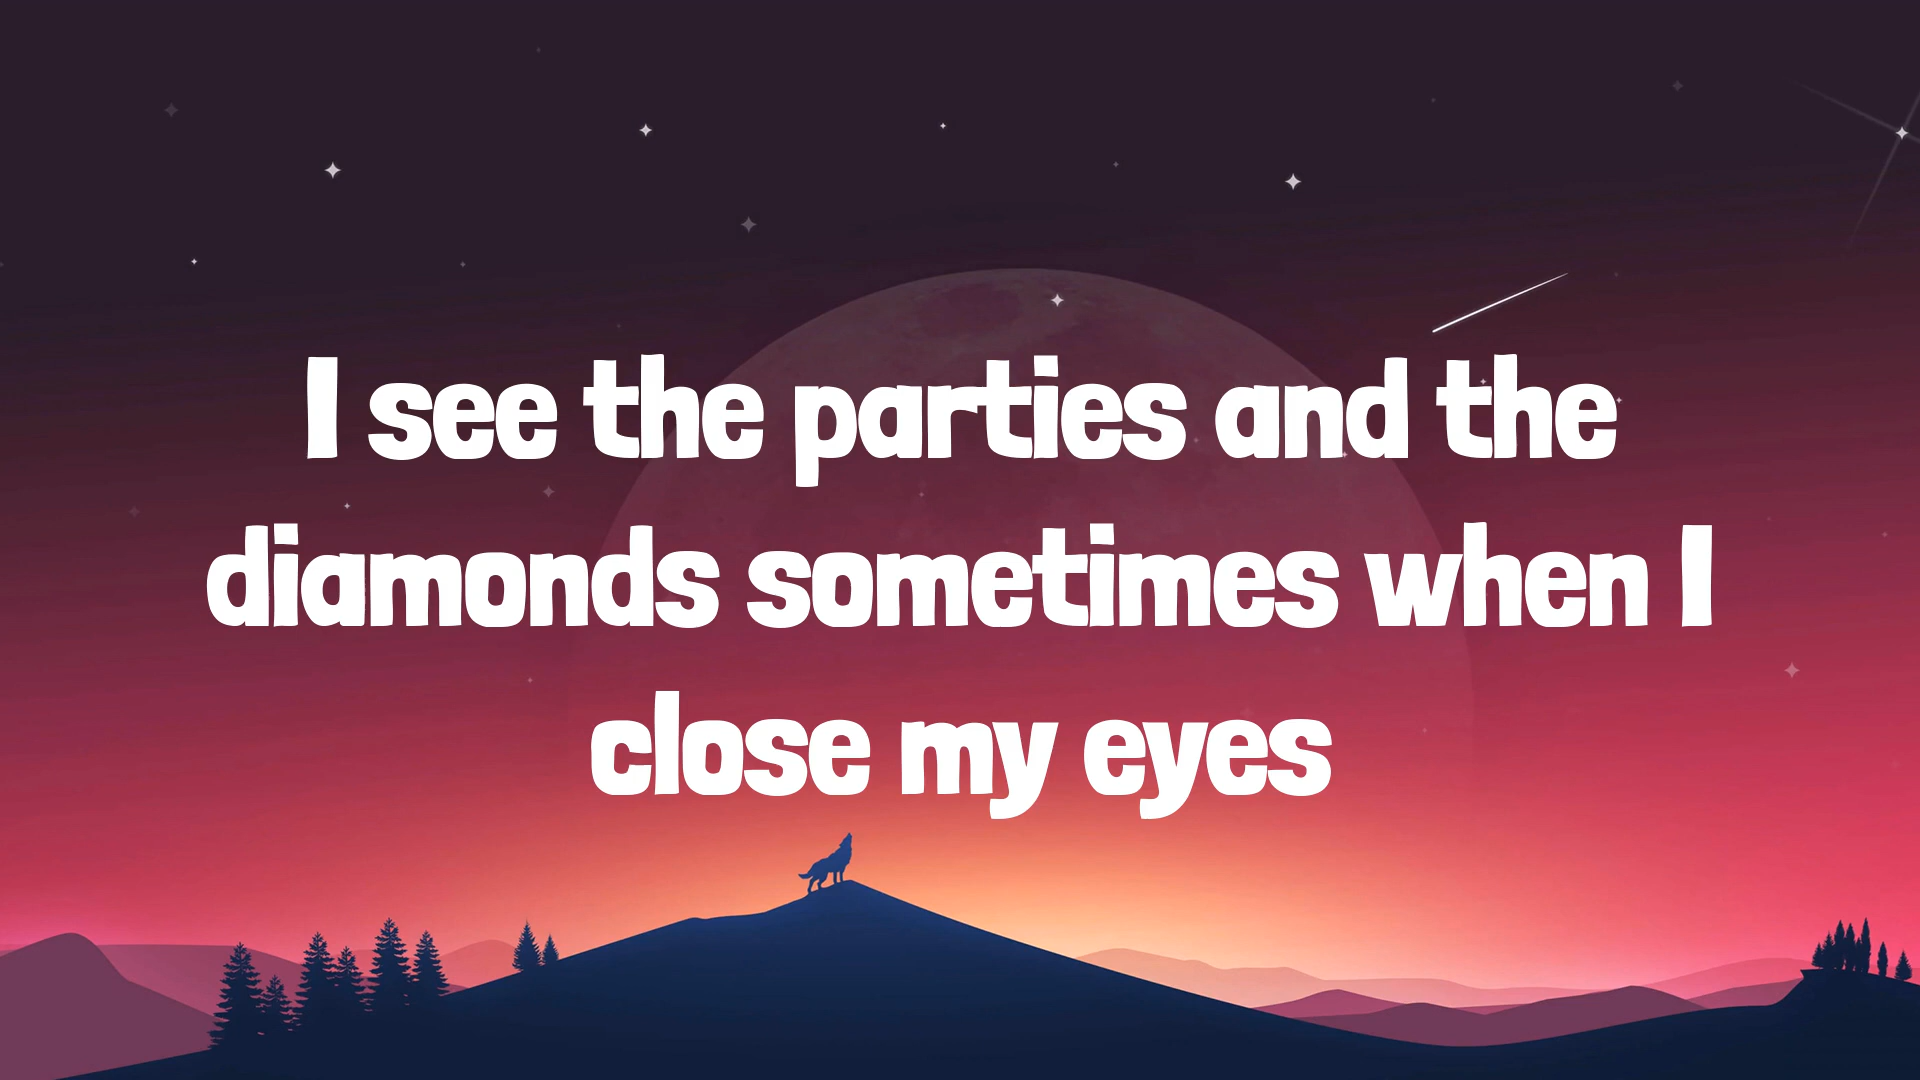 I see the parties and the
diamonds sometimes when I
close my eyes